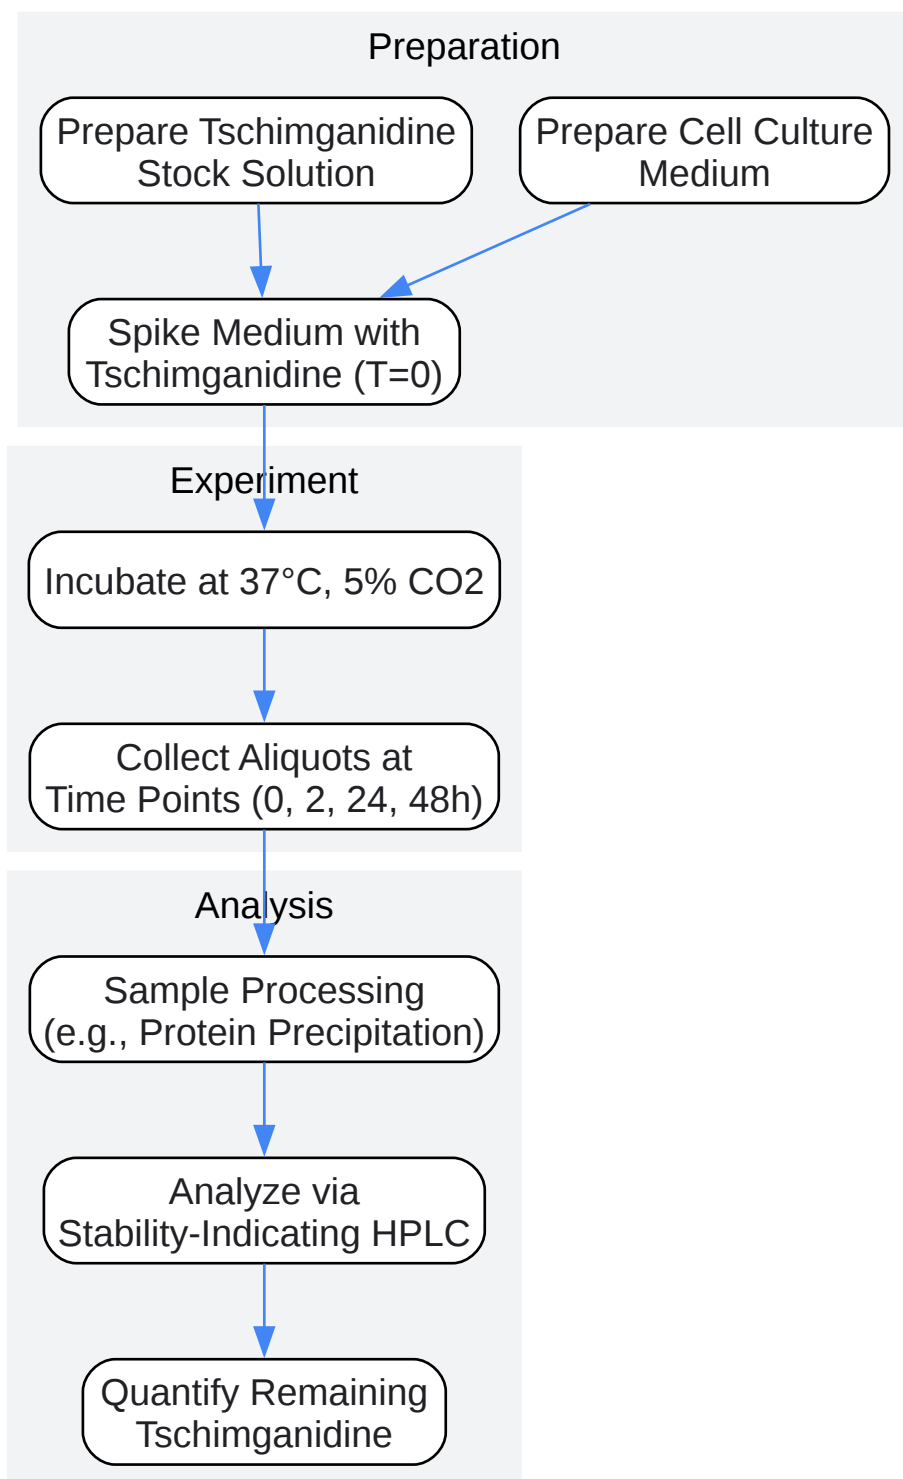 Preparation
Prepare Tschimganidine
Stock Solution
Prepare Cell Culture
Medium
Spike Medium with
Tschimganidine (T=0)
Experiment
Incubate at 37°C, 5% CO2
Collect Aliquots at
Time Points (0, 2, 24, 48h)
Analysis
Sample Processing
(e.g., Protein Precipitation)
Analyze via
Stability-Indicating HPLC
Quantify Remaining
Tschimganidine